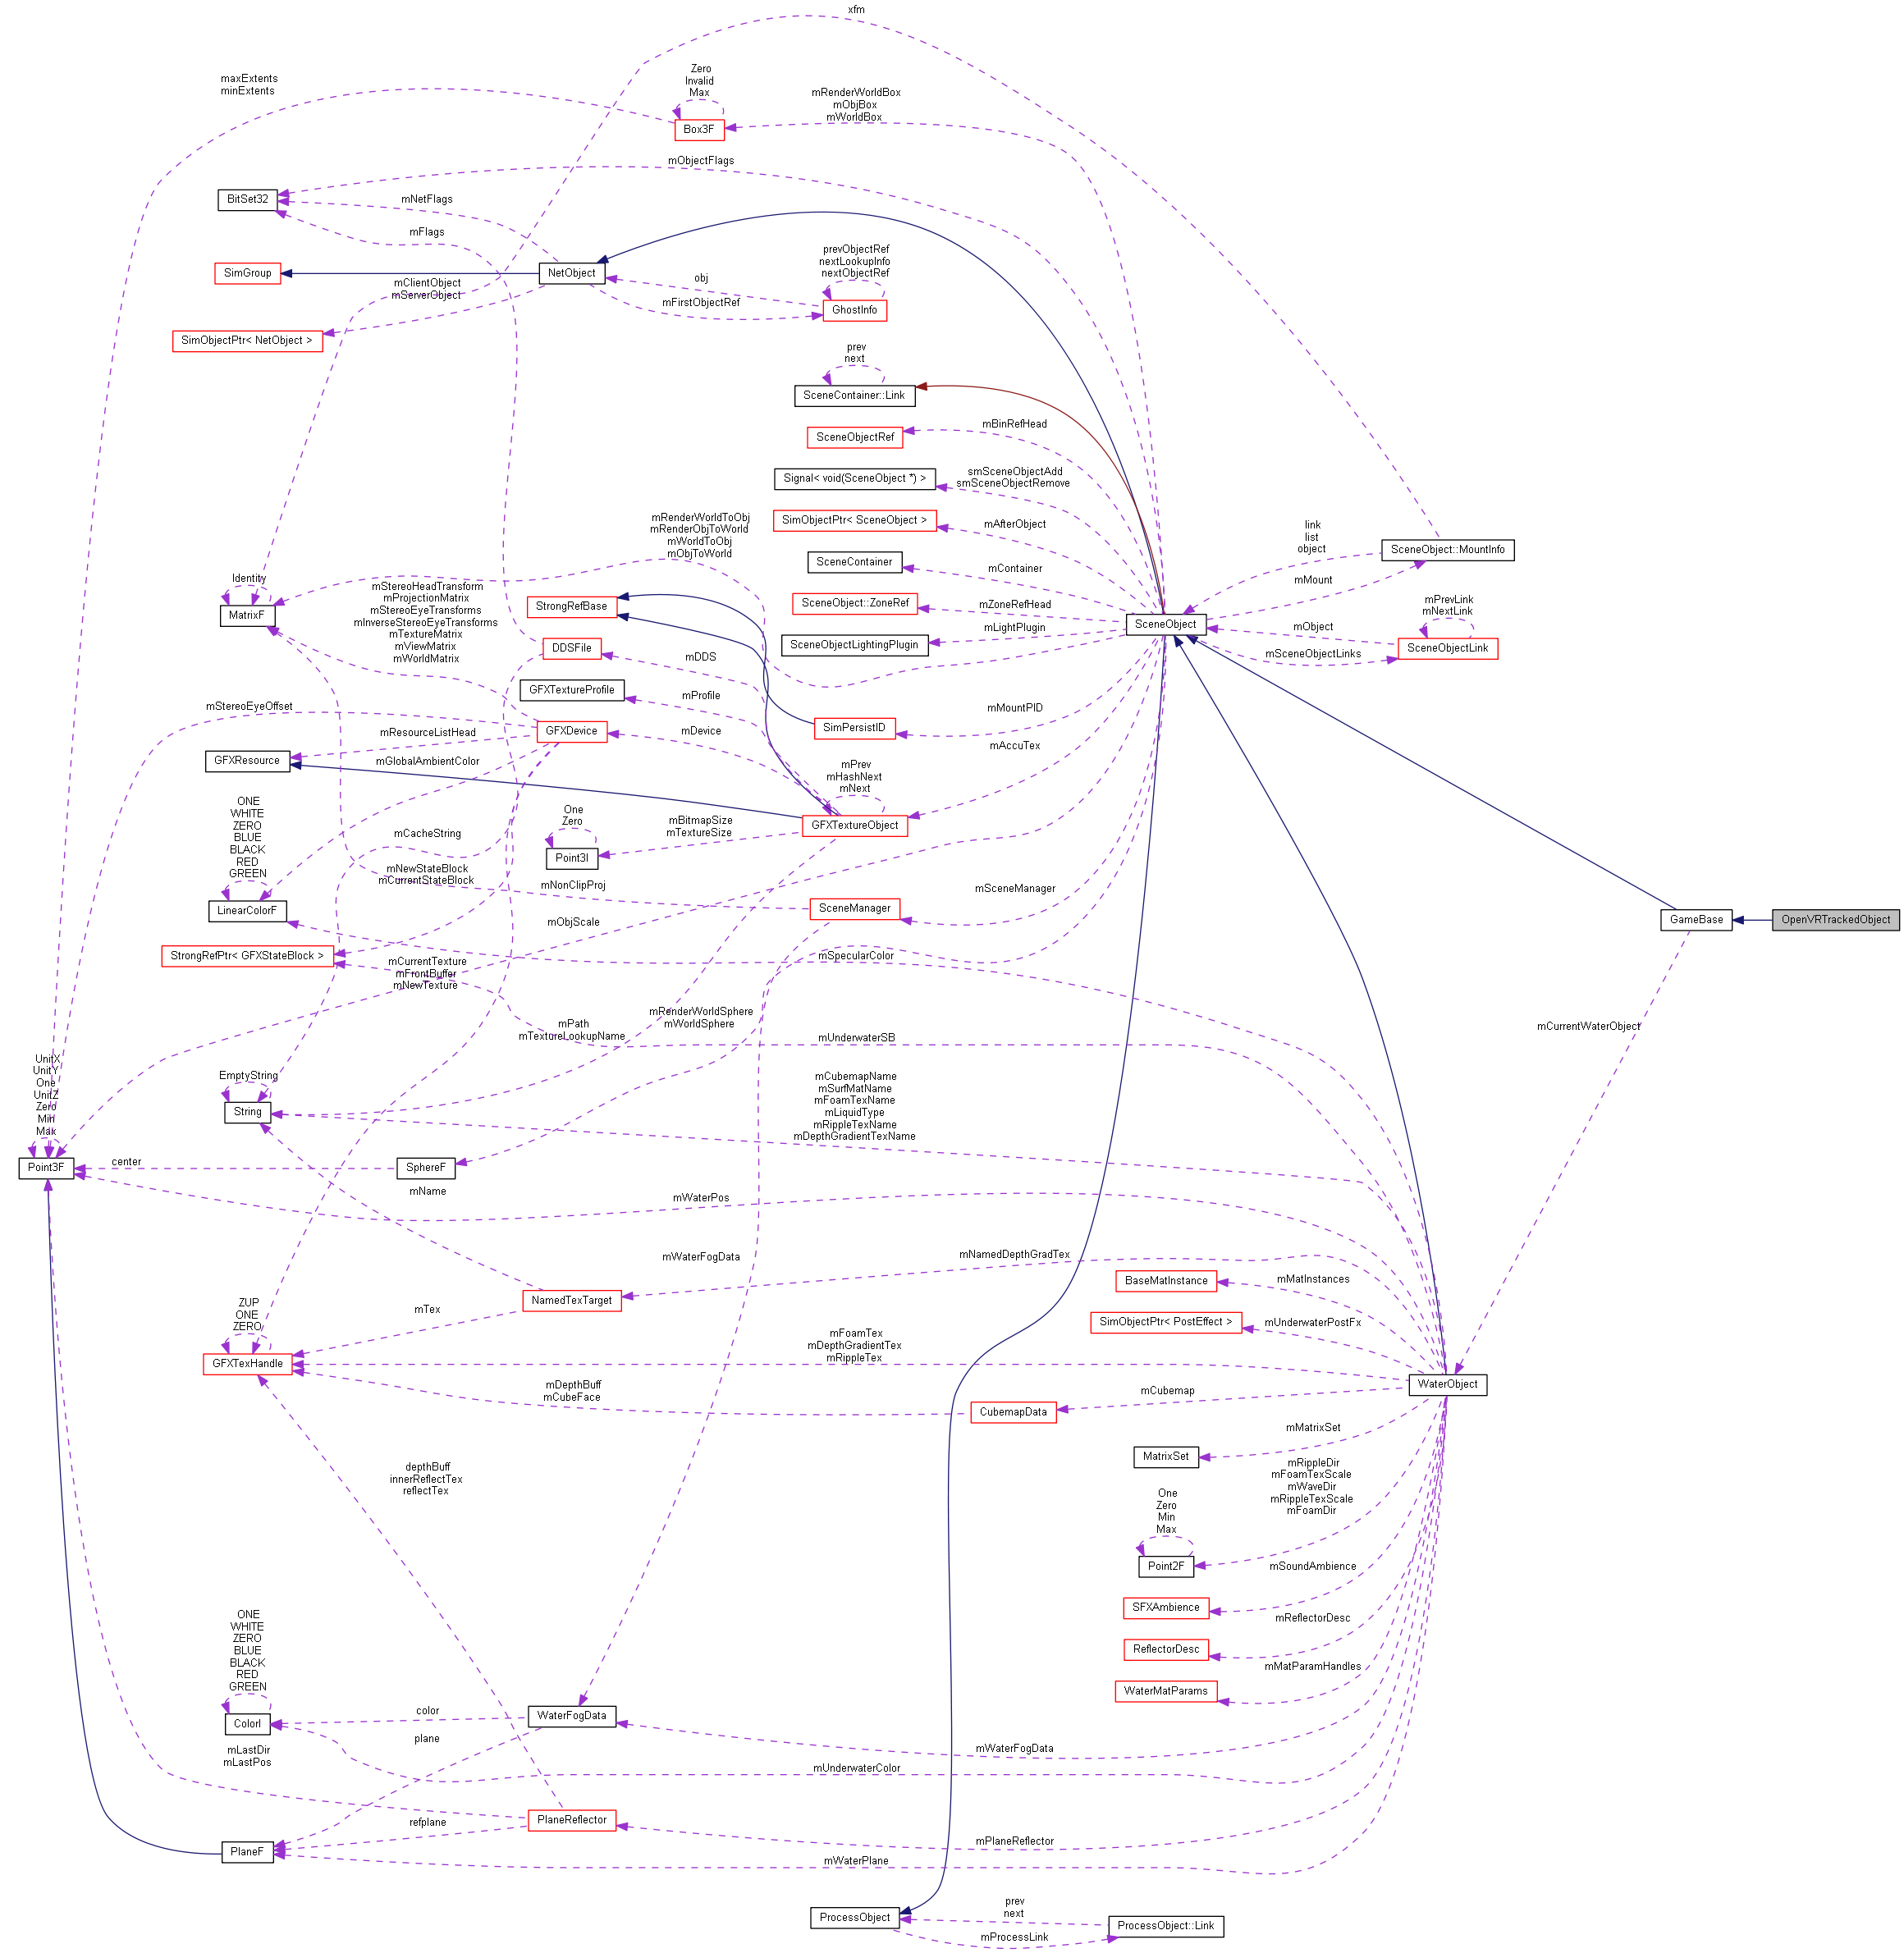 xfm
maxExtents
minExtents
Zero
Invalid
Max
Box3F
mRenderWorldBox
mObjBox
mWorldBox
mObjectFlags
BitSet32
mNetFlags
mFlags
SimGroup
NetObject
prevObjectRef
nextLookupInfo
nextObjectRef
obj
mFirstObjectRef
GhostInfo
mClientObject
mServerObject
SimObjectPtr< NetObject >
prev
next
SceneContainer::Link
SceneObjectRef
mBinRefHead
Signal< void(SceneObject *) >
smSceneObjectAdd
smSceneObjectRemove
SimObjectPtr< SceneObject >
mAfterObject
mRenderWorldToObj
mRenderObjToWorld
mWorldToObj
mObjToWorld
SceneContainer
mContainer
link
list
object
SceneObject::MountInfo
mMount
Identity
MatrixF
mStereoHeadTransform
mProjectionMatrix
mStereoEyeTransforms
mInverseStereoEyeTransforms
mTextureMatrix
mViewMatrix
mWorldMatrix
StrongRefBase
SceneObject::ZoneRef
mZoneRefHead
SceneObject
mLightPlugin
SceneObjectLightingPlugin
mPrevLink
mNextLink
mObject
mSceneObjectLinks
SceneObjectLink
DDSFile
mDDS
GFXTextureProfile
mProfile
mStereoEyeOffset
mMountPID
SimPersistID
GFXDevice
mDevice
mResourceListHead
GFXResource
mGlobalAmbientColor
mAccuTex
mPrev
mHashNext
mNext
GFXTextureObject
ONE
WHITE
ZERO
BLUE
BLACK
RED
GREEN
LinearColorF
mCacheString
One
Zero
Point3I
mBitmapSize
mTextureSize
mNewStateBlock
mCurrentStateBlock
mNonClipProj
SceneManager
mSceneManager
mObjScale
GameBase
OpenVRTrackedObject
StrongRefPtr< GFXStateBlock >
mCurrentTexture
mFrontBuffer
mNewTexture
mSpecularColor
mRenderWorldSphere
mWorldSphere
mPath
mTextureLookupName
mUnderwaterSB
mCurrentWaterObject
UnitX
UnitY
One
UnitZ
Zero
Min
Max
Point3F
EmptyString
String
mCubemapName
mSurfMatName
mFoamTexName
mLiquidType
mRippleTexName
mDepthGradientTexName
center
SphereF
mName
mWaterPos
mWaterFogData
mNamedDepthGradTex
BaseMatInstance
mMatInstances
NamedTexTarget
mTex
ZUP
ONE
ZERO
GFXTexHandle
SimObjectPtr< PostEffect >
mUnderwaterPostFx
mFoamTex
mDepthGradientTex
mRippleTex
WaterObject
mDepthBuff
mCubeFace
CubemapData
mCubemap
MatrixSet
mMatrixSet
depthBuff
innerReflectTex
reflectTex
mRippleDir
mFoamTexScale
mWaveDir
mRippleTexScale
mFoamDir
One
Zero
Min
Max
Point2F
mSoundAmbience
SFXAmbience
mReflectorDesc
ReflectorDesc
mMatParamHandles
WaterMatParams
ONE
WHITE
ZERO
BLUE
BLACK
RED
GREEN
ColorI
color
WaterFogData
plane
mWaterFogData
mLastDir
mLastPos
mUnderwaterColor
PlaneReflector
refplane
PlaneF
mPlaneReflector
mWaterPlane
ProcessObject
prev
next
mProcessLink
ProcessObject::Link